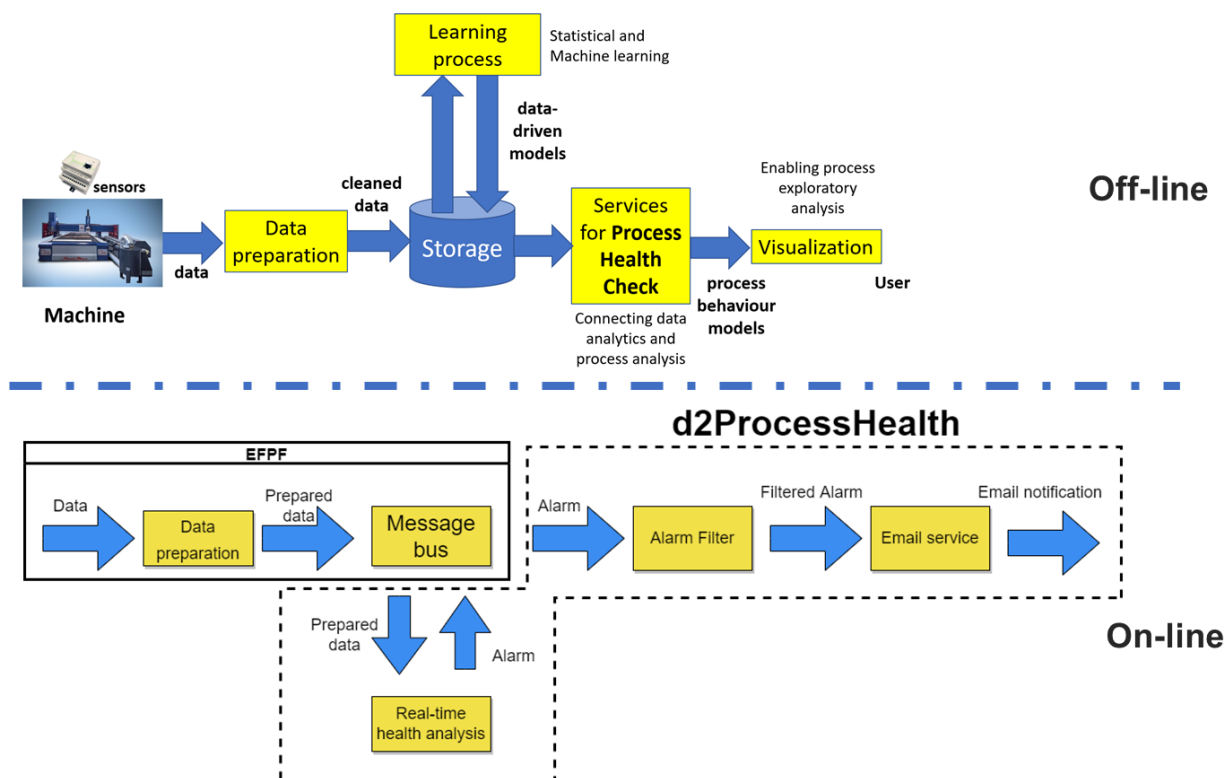 Learning
process
Statistical and
Machine learning
data-
driven
models
sensors
cleaned
data
Data
preparation
data
Machine
Storage
Services
for Process
Health
Check
Connecting data
analytics and
process analysis
process
behaviour
models
Enabling process
exploratory
analysis
Visualization
User
Off-line
d2ProcessHealth
EFPF
Data
Data
preparation
Prepared
data
Message
bus
Alarm
Alarm Filter
Filtered Alarm
Email service
Email notification
Prepared
data
Alarm
Real-time
health analysis
On-line